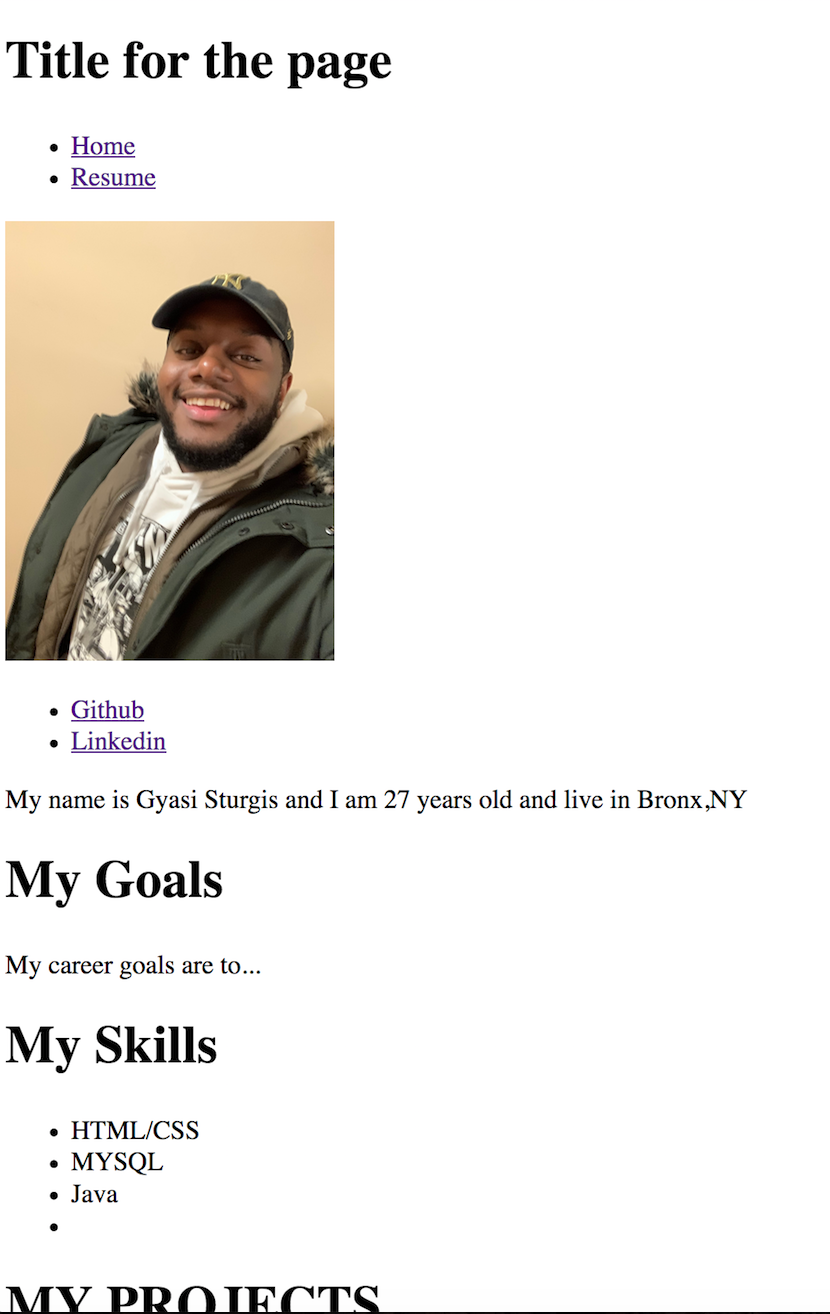 Title for the page
Home
Resume
NY
Github
Linkedin
My name is Gyasi Sturgis and I am 27 years old and live in Bronx,NY
My Goals
My career goals are to...
My Skills
HTML/CSS
MYSQL
Java
MY PROJECTS